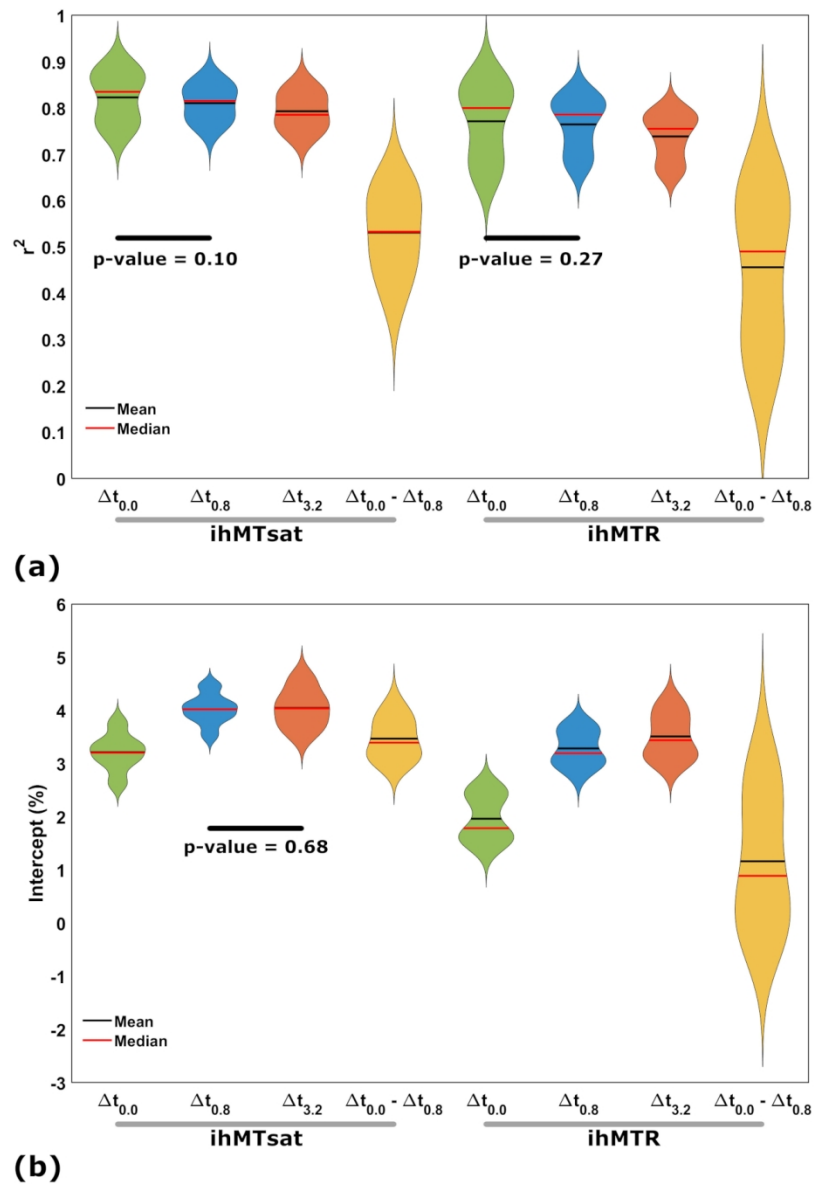 1
0.9
0.8
0.7
0.6
0.5
0.4
0.3
0.2
0.1
0
r²
p-value = 0.10
p-value = 0.27
Mean
Median
Δt0.0 Δt0.8 Δt3.2 Δt0.0 - Δt0.8 Δt0.0 Δt0.8 Δt3.2 Δt0.0 - Δt0.8
ihMTsat ihMTR
(a)
6
5
4
3
2
1
0
-1
-2
-3
Intercept (%)
p-value = 0.68
Mean
Median
Δt0.0 Δt0.8 Δt3.2 Δt0.0 - Δt0.8 Δt0.0 Δt0.8 Δt3.2 Δt0.0 - Δt0.8
ihMTsat ihMTR
(b)